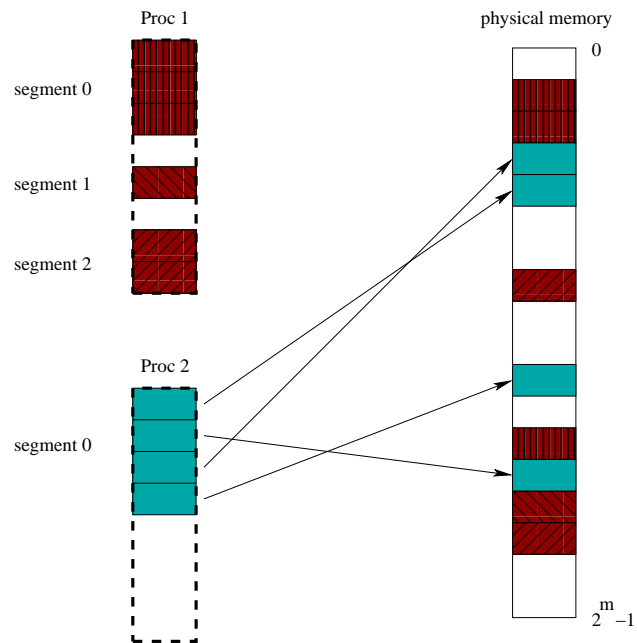 Proc 1
physical memory
0
segment 0
segment 1
segment 2
Proc 2
segment 0
m
2 −1